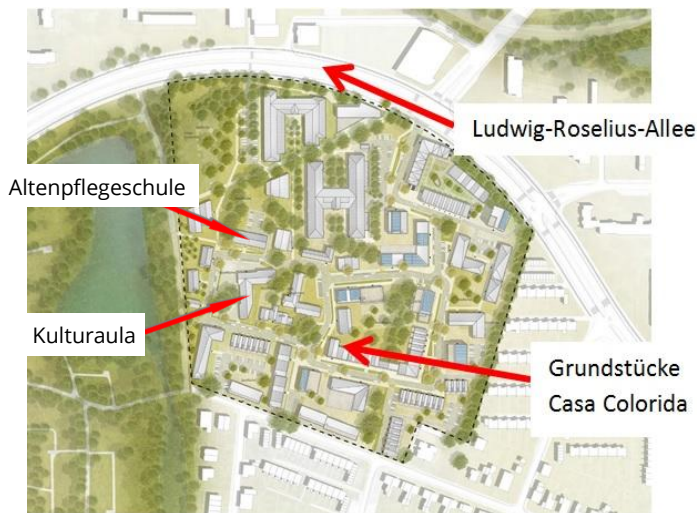 Ludwig-Roselius-Allee
Altenpflegeschule
Kulturaula
Grundstücke
Casa Colorida